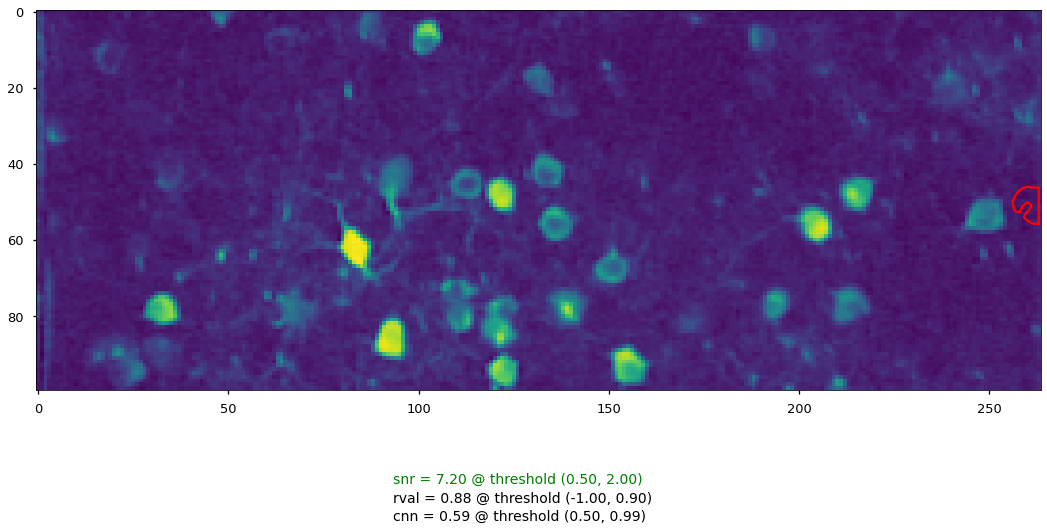 0
20
40
60
80
0 50 100 150 200 250
snr = 7.20 @ threshold (0.50, 2.00)
rval = 0.88 @ threshold (-1.00, 0.90)
cnn = 0.59 @ threshold (0.50, 0.99)